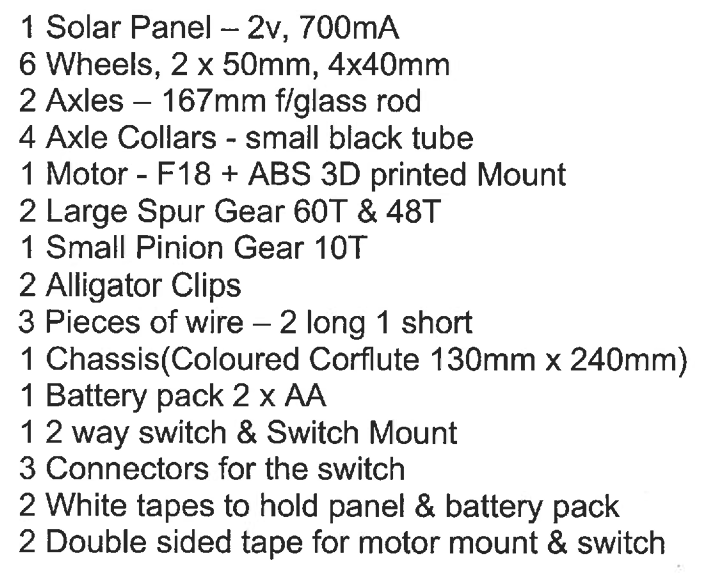 1 Solar Panel – 2v, 700mA
6 Wheels, 2 x 50mm, 4x40mm
2 Axles – 167mm f/glass rod
4 Axle Collars - small black tube
1 Motor - F18 + ABS 3D printed Mount
2 Large Spur Gear 60T & 48T
1 Small Pinion Gear 10T
2 Alligator Clips
3 Pieces of wire – 2 long 1 short
1 Chassis(Coloured Corflute 130mm x 240mm)
1 Battery pack 2 x AA
1 2 way switch & Switch Mount
3 Connectors for the switch
2 White tapes to hold panel & battery pack
2 Double sided tape for motor mount & switch